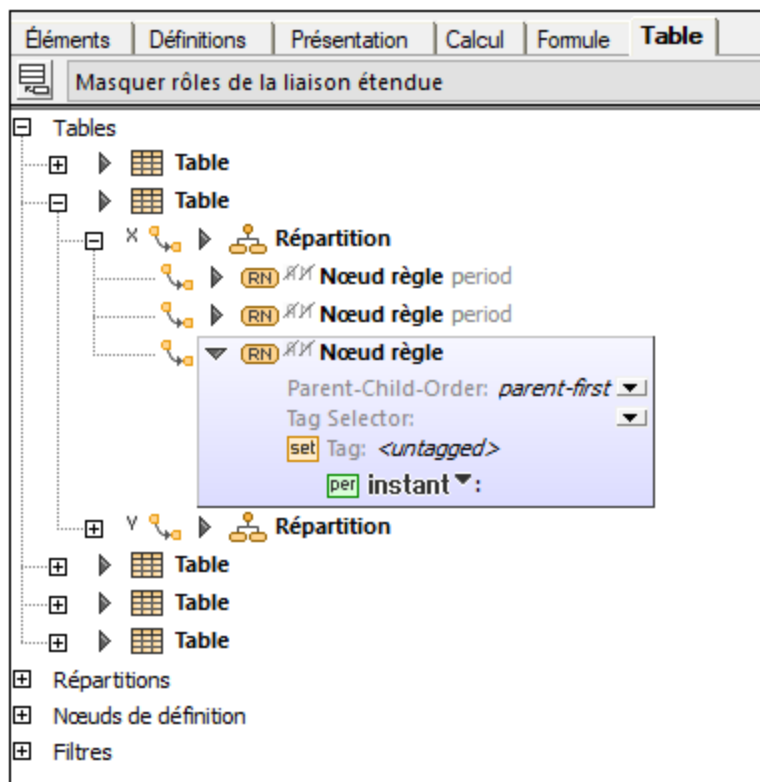 Éléments Définitions Présentation Calcul Formule Table
Masquer rôles de la liaison étendue
Tables
Table
Table
X Répartition
RN Nœud règle period
RN Nœud règle period
RN Nœud règle
Parent-Child-Order: parent-first
Tag Selector:
set Tag: <untagged>
per instant:
Y Répartition
Table
Table
Table
Répartitions
Nœuds de définition
Filtres